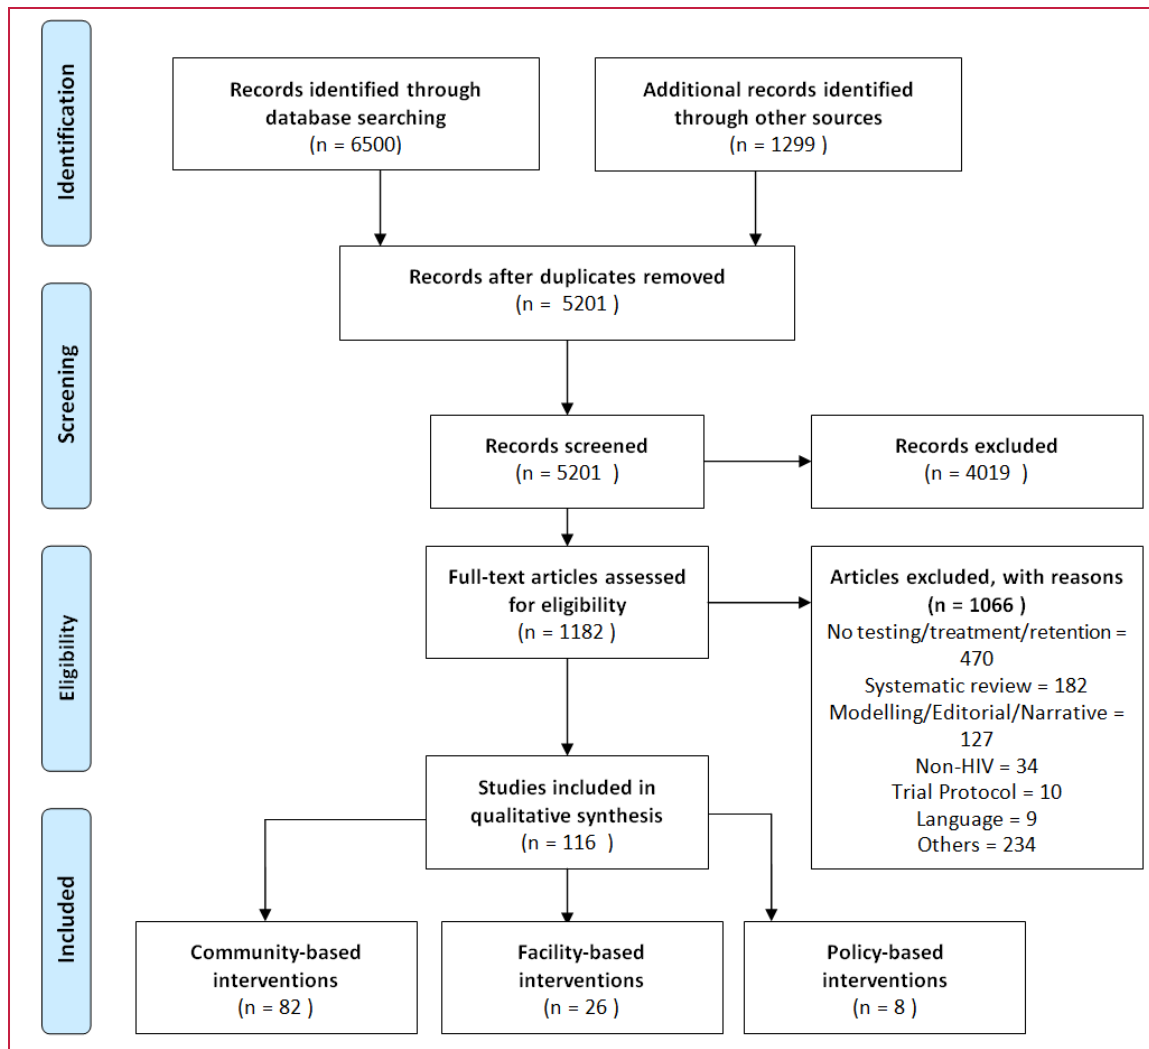 Identification
Records identified through
database searching
(n = 6500)
Additional records identified
through other sources
(n = 1299 )
Screening
Records after duplicates removed
(n = 5201 )
Records screened
(n = 5201 )
Records excluded
(n = 4019 )
Eligibility
Full-text articles assessed
for eligibility
(n = 1182 )
Articles excluded, with reasons
(n = 1066 )
No testing/treatment/retention =
470
Systematic review = 182
Modelling/Editorial/Narrative =
127
Non-HIV = 34
Trial Protocol = 10
Language = 9
Others = 234
Studies included in
qualitative synthesis
(n = 116 )
Included
Community-based
interventions
(n = 82 )
Facility-based
interventions
(n = 26 )
Policy-based
interventions
(n = 8 )